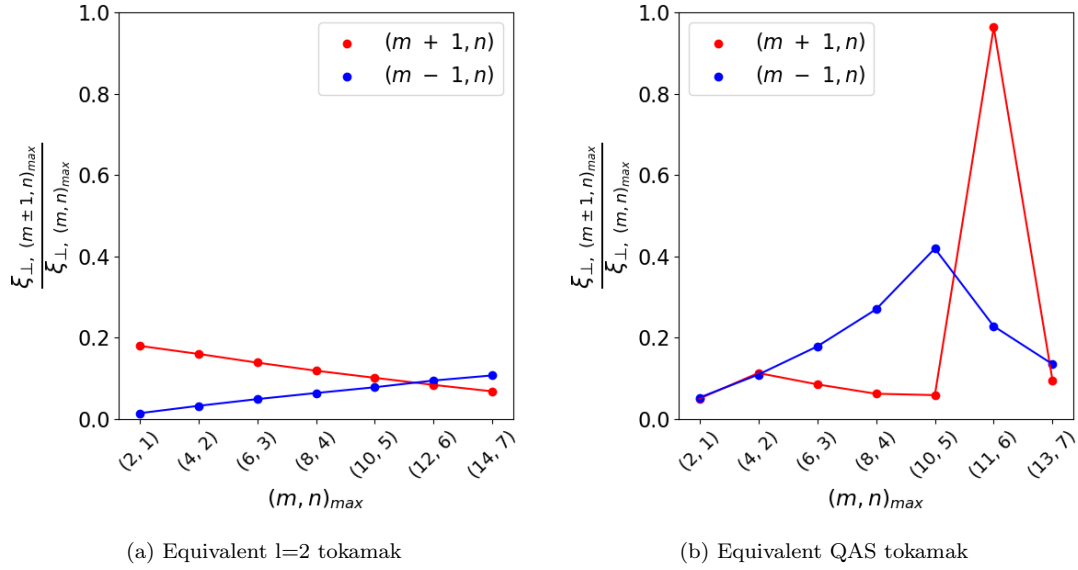 1.0
0.8
0.6
0.4
0.2
0.0
(m + 1, n)
(m − 1, n)
ξ⊥, (m ± 1, n)max
ξ⊥, (m, n)max
(2, 1)
(4, 2)
(6, 3)
(8, 4)
(10, 5)
(12, 6)
(14, 7)
(m, n)max
(a) Equivalent l=2 tokamak
1.0
0.8
0.6
0.4
0.2
0.0
(m + 1, n)
(m − 1, n)
ξ⊥, (m ± 1, n)max
ξ⊥, (m, n)max
(2, 1)
(4, 2)
(6, 3)
(8, 4)
(10, 5)
(11, 6)
(13, 7)
(m, n)max
(b) Equivalent QAS tokamak